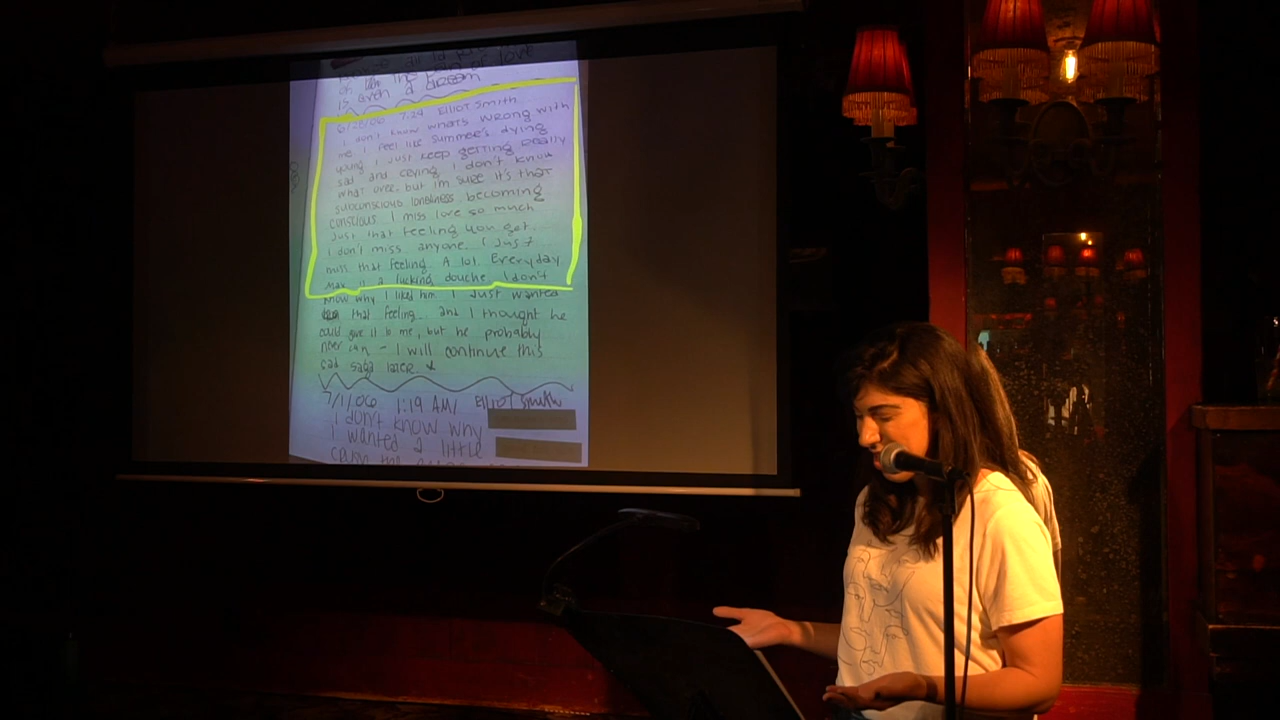 is even a dream
6/28/06 7:24 Elliot Smith
I don't know what's wrong with
me. I feel like summer's dying
young. I just keep getting really
sad and crying. I don't know
what over. but im sure it's that
subconscious loneliness becoming
conscious. I miss love so much
just that feeling you get.
I don't miss anyone. I just
miss that feeling. A lot. Everyday
Max is a fucking douche. I don't
know why I liked him. I just wanted
that feeling. and I thought he
could give it to me, but he probably
never can - I will continue this
sad saga later.
7/1/06 1:19 AM/ Elliot Smith
I don't know why
I wanted a little